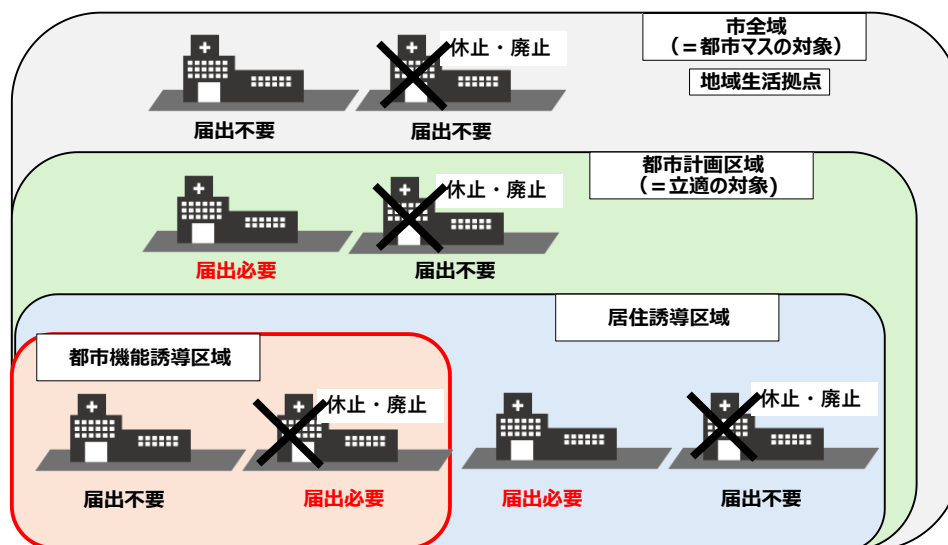 市全域
（＝都市マスの対象）
地域生活拠点
休止・廃止
届出不要
届出不要
都市計画区域
（＝立適の対象)
休止・廃止
届出必要
届出不要
居住誘導区域
都市機能誘導区域
休止・廃止
休止・廃止
届出不要
届出必要
届出必要
届出不要